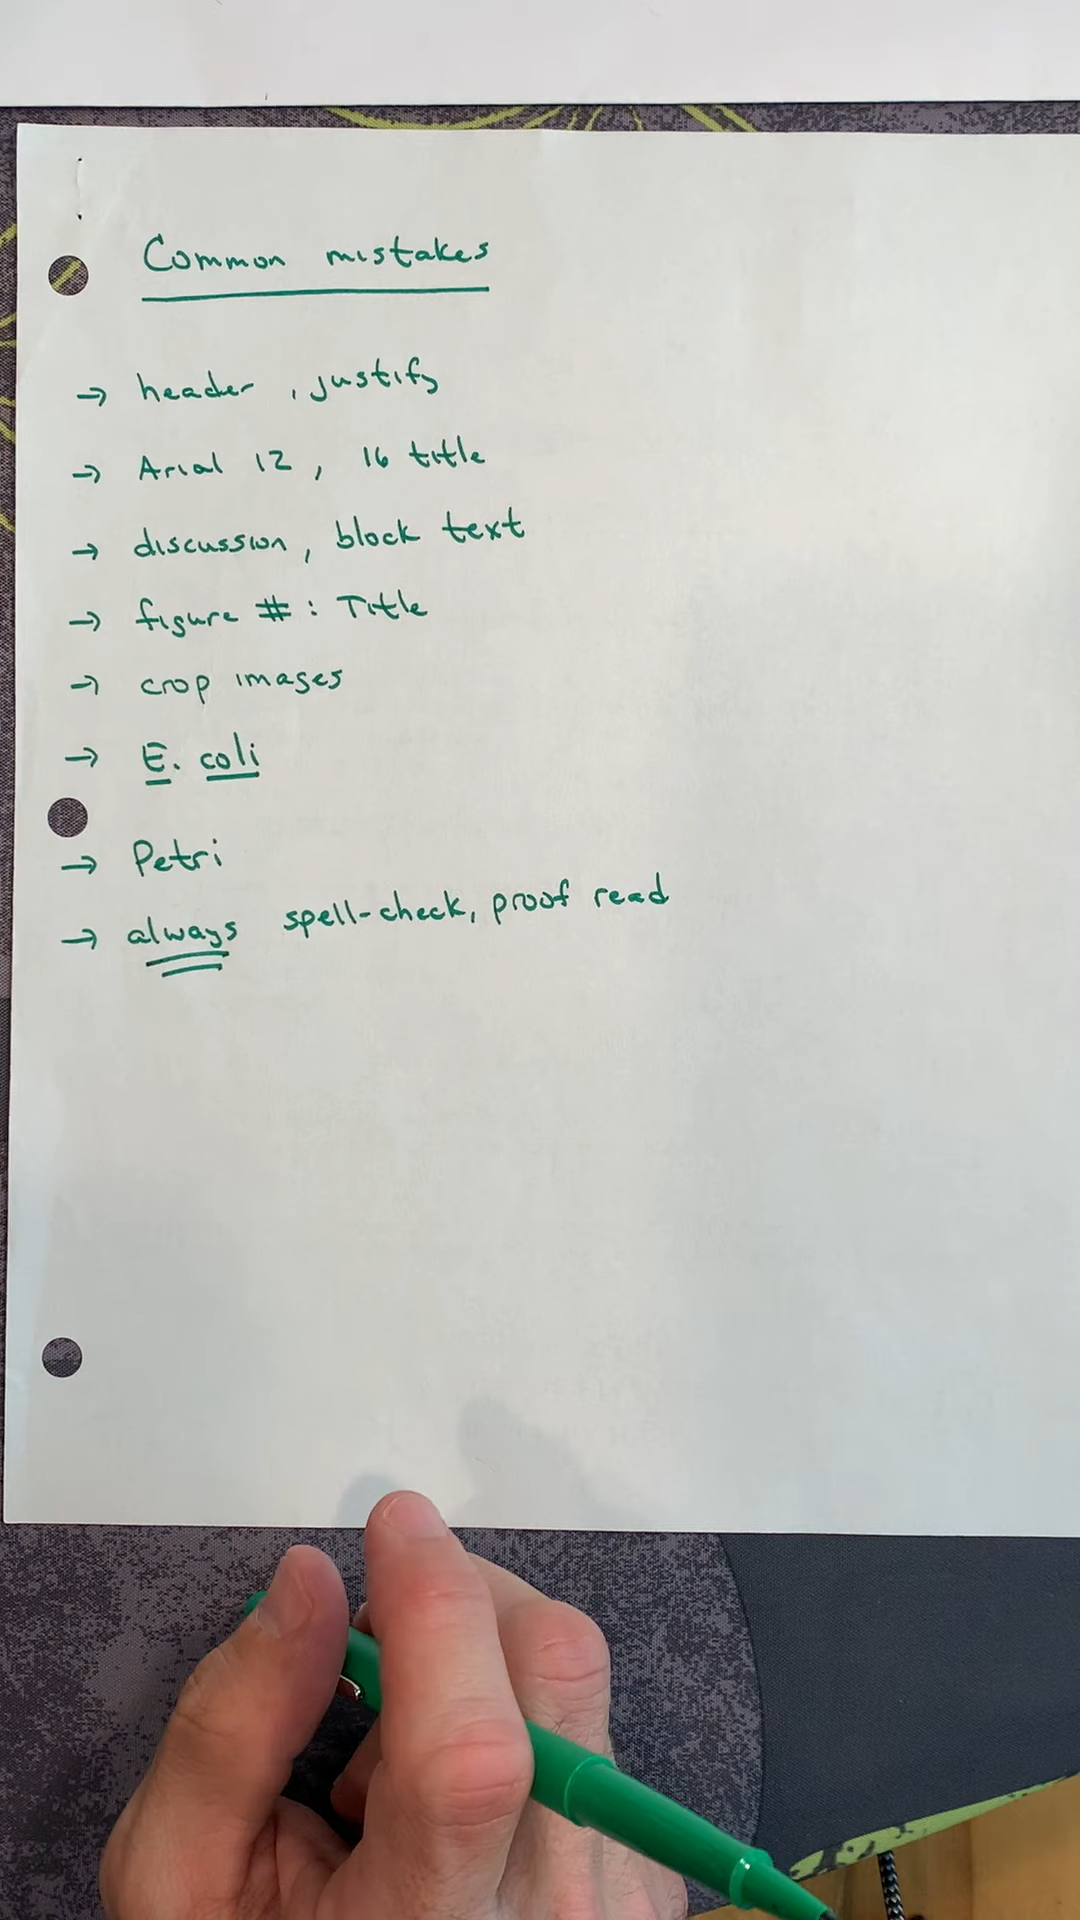 Common mistakes
→ header, justify
→ Arial 12, 16 title
→ discussion, block text
→ figure #: Title
→ crop images
→ E. coli
→ Petri
→ always spell-check, proof read